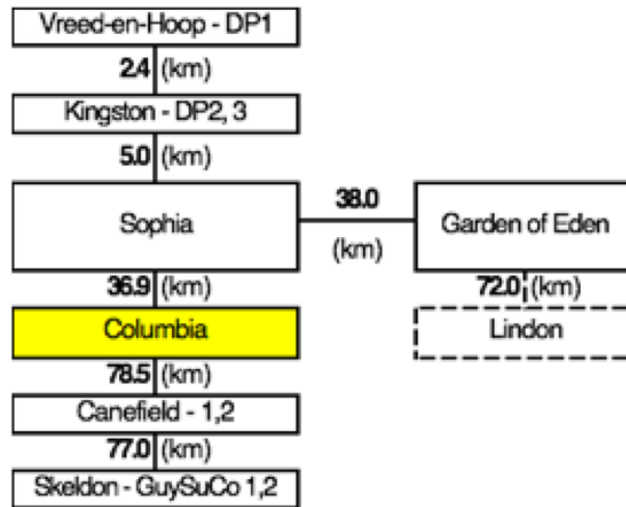 Vreed-en-Hoop - DP1
2.4 (km)
Kingston - DP2, 3
5.0 (km)
Sophia
38.0
(km)
Garden of Eden
36.9 (km)
72.0 (km)
Columbia
Lindon
78.5 (km)
Canefield - 1,2
77.0 (km)
Skeldon - GuySuCo 1,2